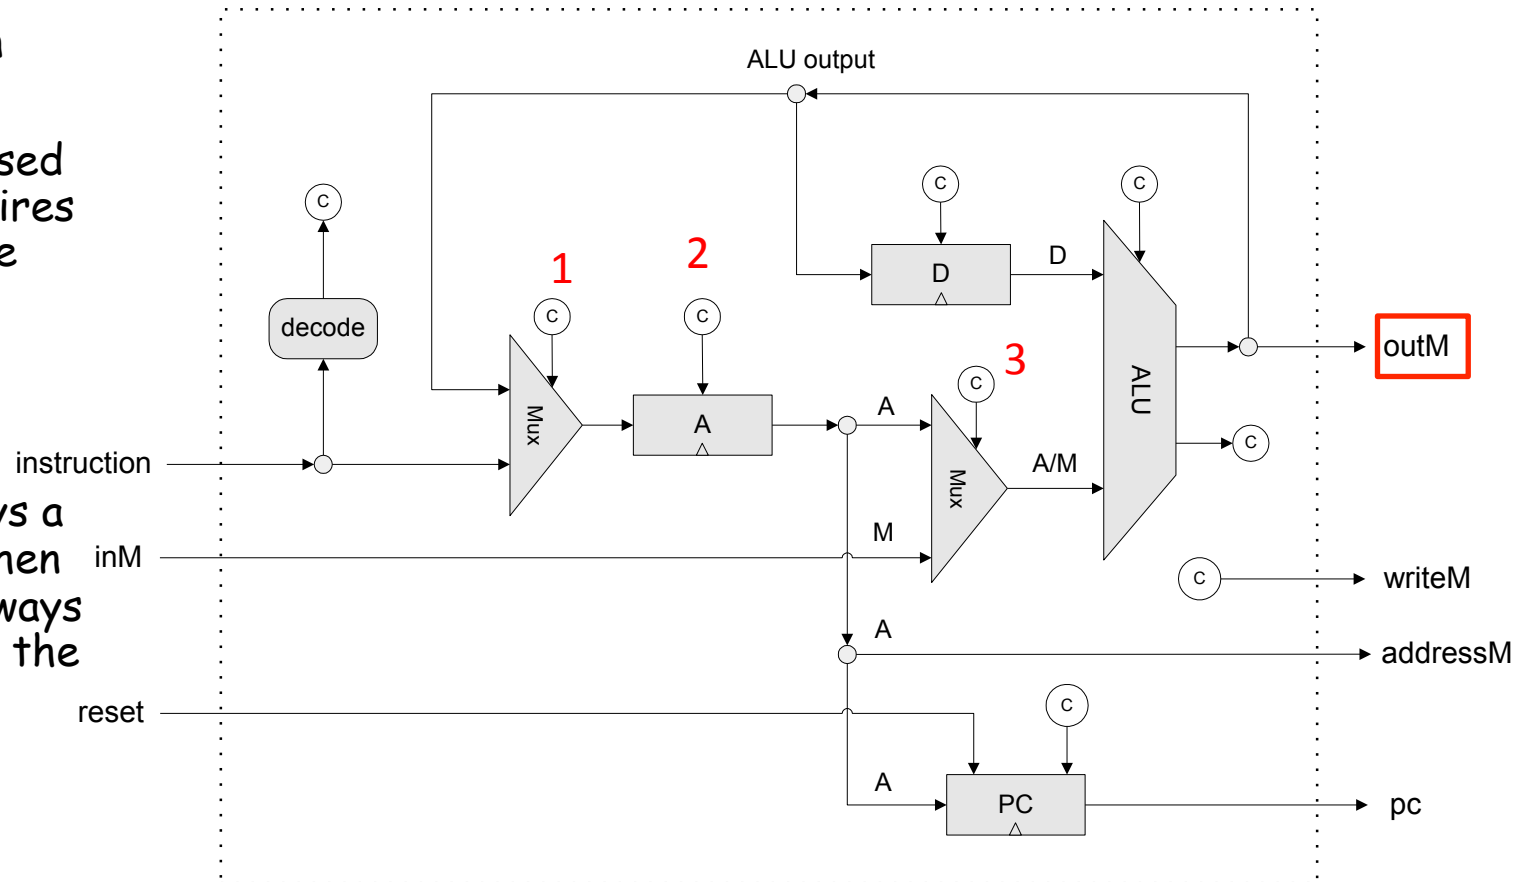 sed
ires
e
ys a
hen
ways
the
ALU output
C
C
C
1
2
C
C
D
D
3
C
decode
Mux
A
A
Mux
A/M
ALU
outM
C
instruction
M
inM
C
writeM
A
addressM
reset
C
A
PC
pc